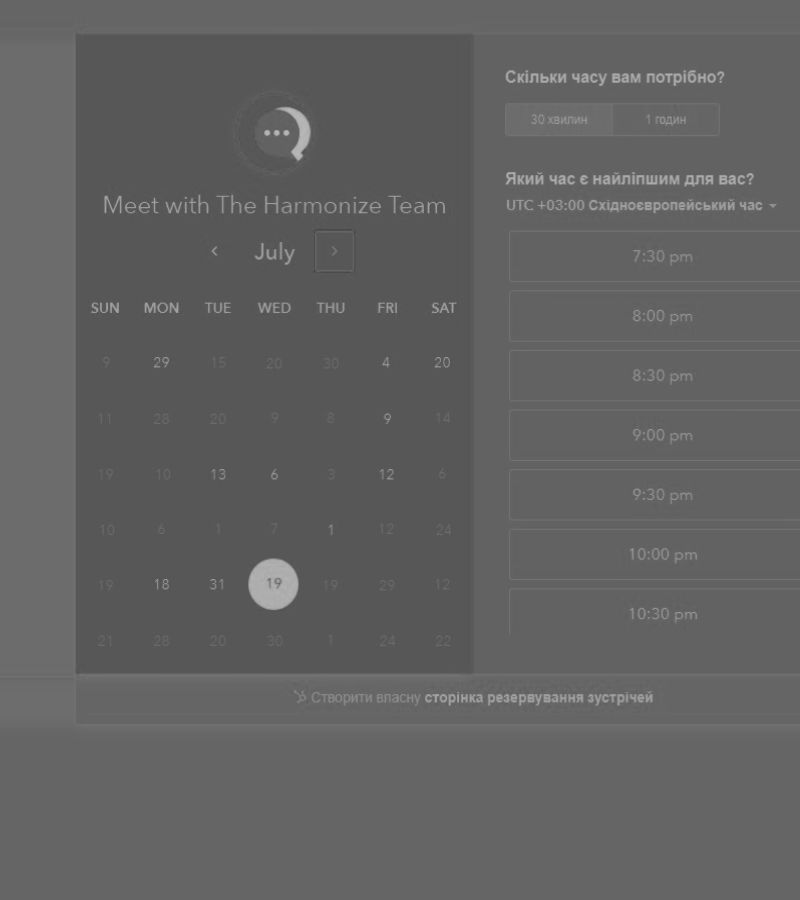 Meet with The Harmonize Team
July
SUN MON TUE WED THU FRI SAT
9 29 15 20 30 4 20
11 28 20 9 8 9 14
19 10 13 6 3 12 6
10 6 1 7 1 12 24
19 18 31 19 19 29 12
21 28 20 30 1 24 22
Скільки часу вам потрібно?
30 хвилин 1 годин
Який час є найліпшим для вас?
UTC +03:00 Східноєвропейський час
7:30 pm
8:00 pm
8:30 pm
9:00 pm
9:30 pm
10:00 pm
10:30 pm
Створити власну сторінка резервування зустрічей